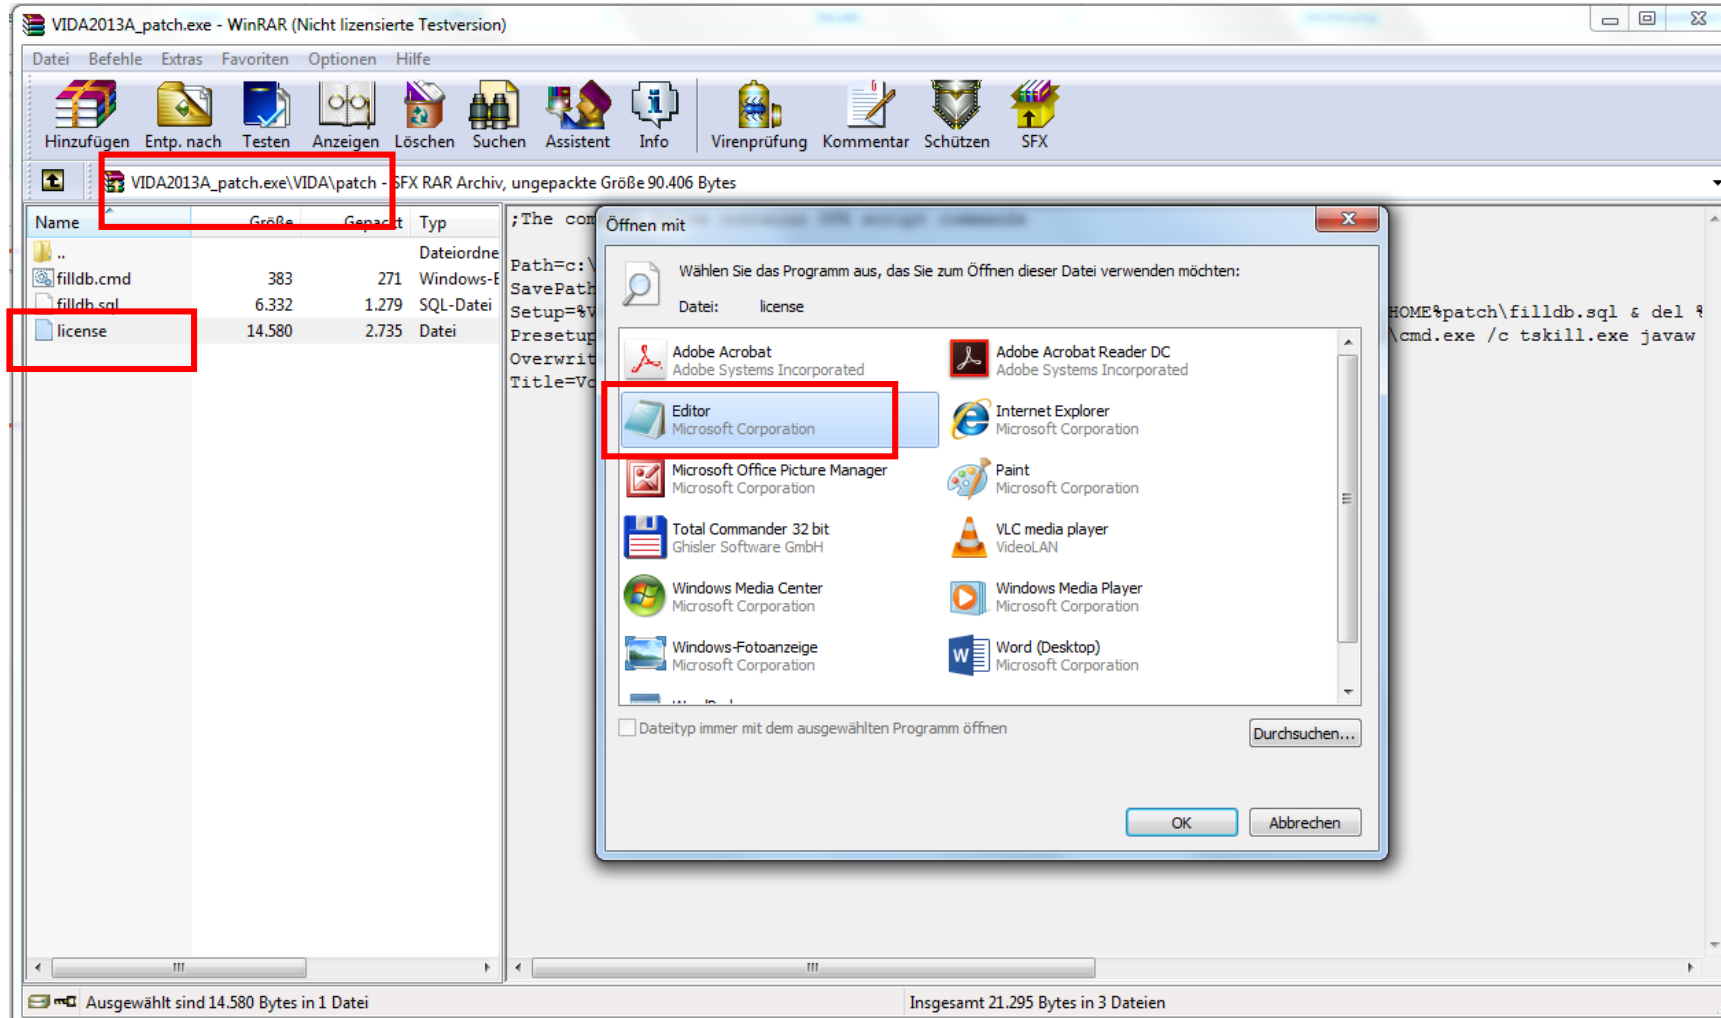 VIDA2013A_patch.exe - WinRAR (Nicht lizensierte Testversion)
Datei Befehle Extras Favoriten Optionen Hilfe
Hinzufügen Entp. nach Testen Anzeigen Löschen Suchen Assistent Info Virenprüfung Kommentar Schützen SFX
VIDA2013A_patch.exe\VIDA\patch - SFX RAR Archiv, ungepackte Größe 90.406 Bytes
Name Größe Gepackt Typ
.. Dateiordne
filldb.cmd 383 271 Windows-E
filldb.sql 6.332 1.279 SQL-Datei
license 14.580 2.735 Datei
;The com
Path=c:\
SavePath
Setup=%V HOME%patch\filldb.sql & del %
Presetup \cmd.exe /c tskill.exe javaw
Overwrit
Title=Vo
Öffnen mit
Wählen Sie das Programm aus, das Sie zum Öffnen dieser Datei verwenden möchten:
Datei: license
Adobe Acrobat
Adobe Systems Incorporated
Adobe Acrobat Reader DC
Adobe Systems Incorporated
Editor
Microsoft Corporation
Internet Explorer
Microsoft Corporation
Microsoft Office Picture Manager
Microsoft Corporation
Paint
Microsoft Corporation
Total Commander 32 bit
Ghisler Software GmbH
VLC media player
VideoLAN
Windows Media Center
Microsoft Corporation
Windows Media Player
Microsoft Corporation
Windows-Fotoanzeige
Microsoft Corporation
Word (Desktop)
Microsoft Corporation
Dateityp immer mit dem ausgewählten Programm öffnen
Durchsuchen...
OK Abbrechen
Ausgewählt sind 14.580 Bytes in 1 Datei
Insgesamt 21.295 Bytes in 3 Dateien